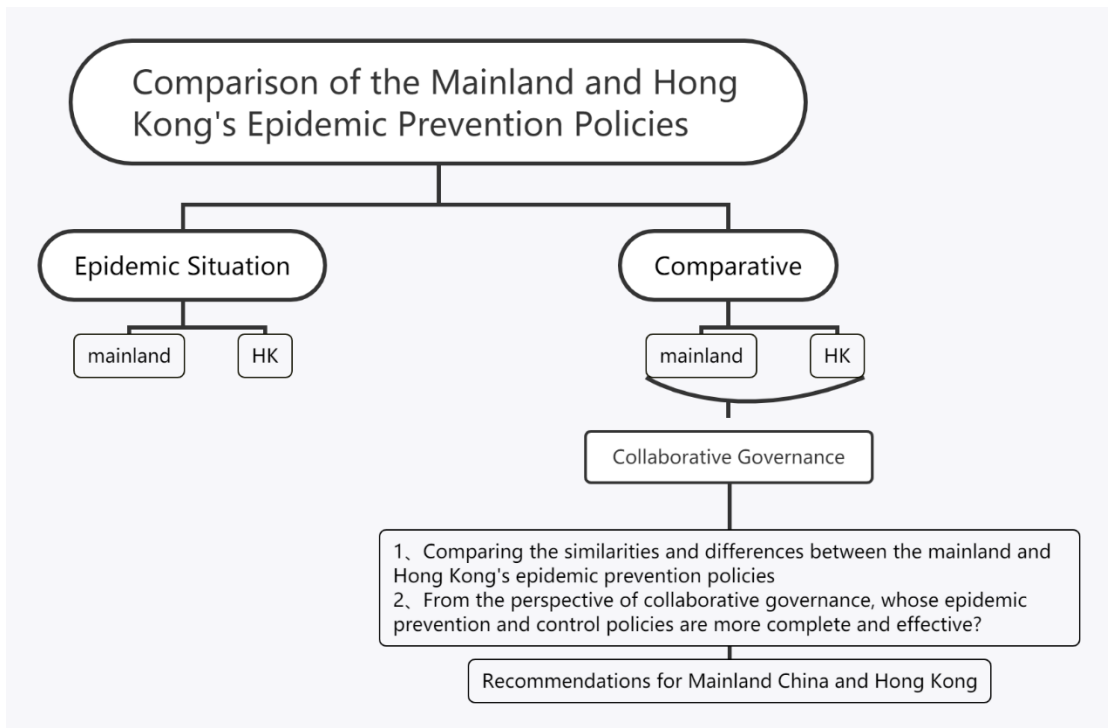 Comparison of the Mainland and Hong
Kong's Epidemic Prevention Policies
Epidemic Situation
Comparative
mainland
HK
mainland
HK
Collaborative Governance
1、Comparing the similarities and differences between the mainland and
Hong Kong's epidemic prevention policies
2、From the perspective of collaborative governance, whose epidemic
prevention and control policies are more complete and effective?
Recommendations for Mainland China and Hong Kong